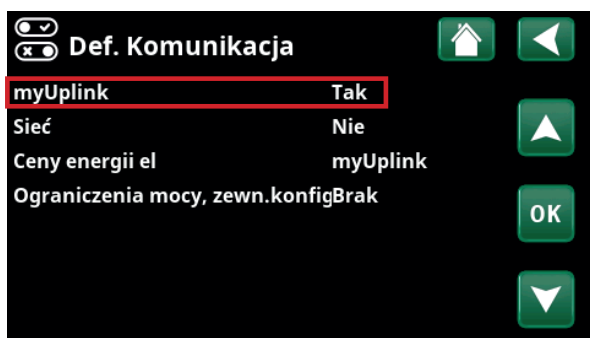 Def. Komunikacja
myUplink Tak
Sieć Nie
Ceny energii el myUplink
Ograniczenia mocy, zewn.konfigBrak
OK